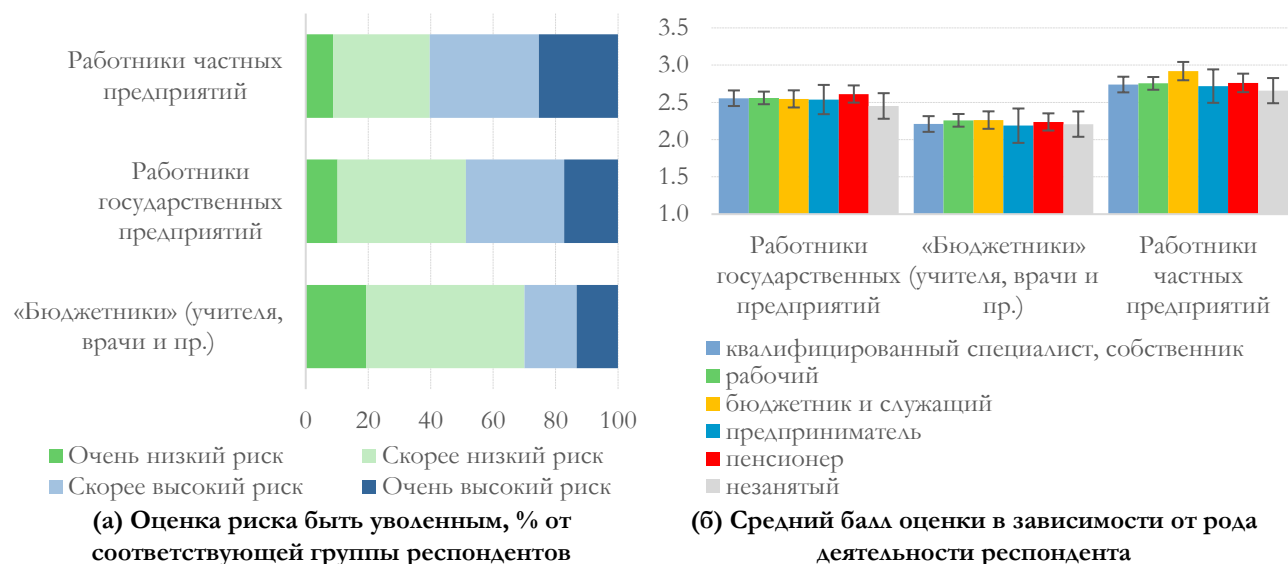 Работники частных
предприятий
Работники
государственных
предприятий
«Бюджетники» (учителя,
врачи и пр.)
0 20 40 60 80 100
Очень низкий риск
Скорее низкий риск
Скорее высокий риск
Очень высокий риск
(а) Оценка риска быть уволенным, % от
соответствующей группы респондентов
3.5
3.0
2.5
2.0
1.5
1.0
Работники
государственных
предприятий
«Бюджетники»
(учителя, врачи и
пр.)
Работники
частных
предприятий
квалифицированный специалист, собственник
рабочий
бюджетник и служащий
предприниматель
пенсионер
незанятый
(б) Средний балл оценки в зависимости от рода
деятельности респондента